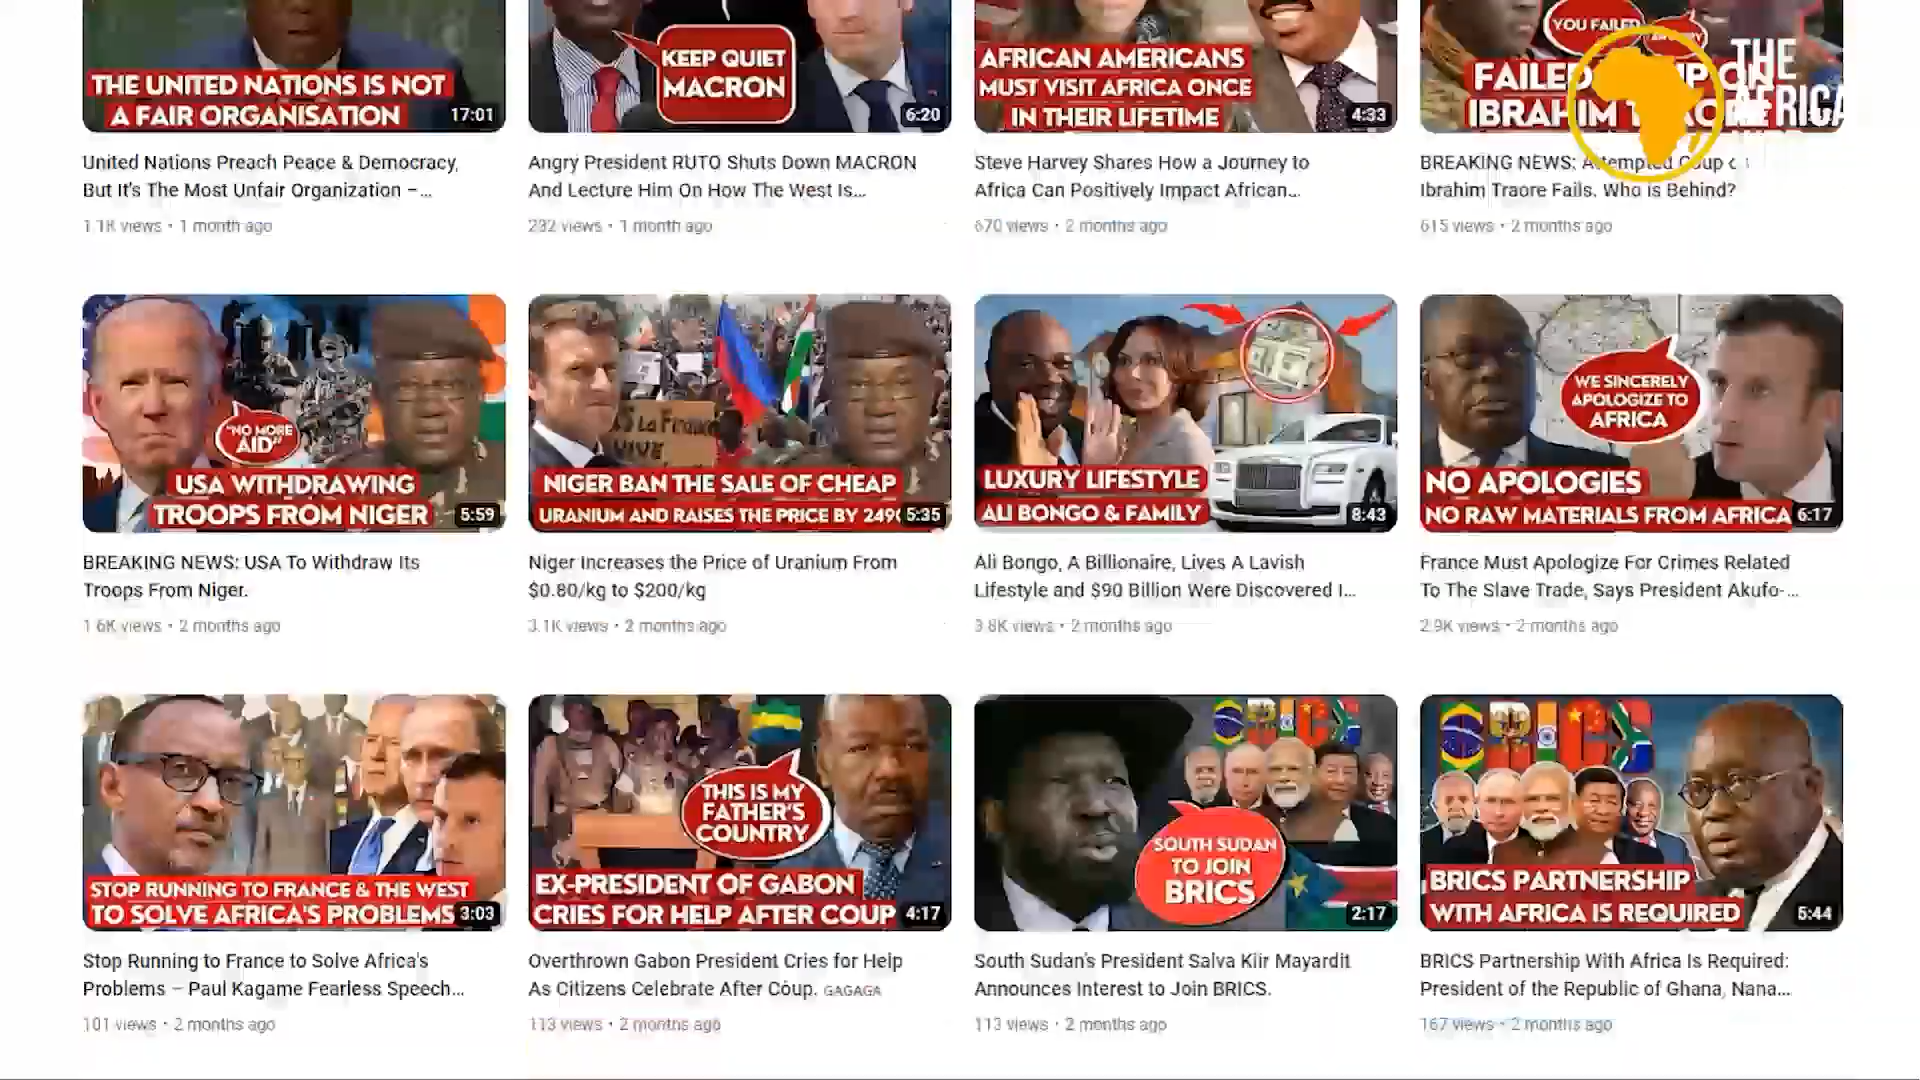 THE UNITED NATIONS IS NOT
A FAIR ORGANISATION
17:01
KEEP QUIET
MACRON
6:20
AFRICAN AMERICANS
MUST VISIT AFRICA ONCE
IN THEIR LIFETIME
4:33
YOU FAILED
FAILED
IBRAHIM
THE
United Nations Preach Peace & Democracy,
But It's The Most Unfair Organization –...
1.1K views • 1 month ago
Angry President RUTO Shuts Down MACRON
And Lecture Him On How The West Is...
232 views • 1 month ago
Steve Harvey Shares How a Journey to
Africa Can Positively Impact African...
670 views • 2 months ago
BREAKING NEWS: Attempted Coup
Ibrahim Traore Fails. Who Is Behind?
615 views • 2 months ago
"NO MORE
AID"
USA WITHDRAWING
TROOPS FROM NIGER
5:59
NIGER BAN THE SALE OF CHEAP
URANIUM AND RAISES THE PRICE BY 249
5:35
LUXURY LIFESTYLE
ALI BONGO & FAMILY
8:43
WE SINCERELY
APOLOGIZE TO
AFRICA
NO APOLOGIES
NO RAW MATERIALS FROM AFRICA
6:17
BREAKING NEWS: USA To Withdraw Its
Troops From Niger.
1.6K views • 2 months ago
Niger Increases the Price of Uranium From
$0.80/kg to $200/kg
3.1K views • 2 months ago
Ali Bongo, A Billionaire, Lives A Lavish
Lifestyle and $90 Billion Were Discovered I...
3.8K views • 2 months ago
France Must Apologize For Crimes Related
To The Slave Trade, Says President Akufo-...
2.9K views • 2 months ago
STOP RUNNING TO FRANCE & THE WEST
TO SOLVE AFRICA'S PROBLEMS
3:03
THIS IS MY
FATHER'S
COUNTRY
EX-PRESIDENT OF GABON
CRIES FOR HELP AFTER COUP
4:17
BRICS
SOUTH SUDAN
TO JOIN
BRICS
2:17
BRICS
BRICS PARTNERSHIP
WITH AFRICA IS REQUIRED
5:44
Stop Running to France to Solve Africa's
Problems – Paul Kagame Fearless Speech...
101 views • 2 months ago
Overthrown Gabon President Cries for Help
As Citizens Celebrate After Coup. GAGAGA
113 views • 2 months ago
South Sudan's President Salva Kiir Mayardit
Announces Interest to Join BRICS.
113 views • 2 months ago
BRICS Partnership With Africa Is Required:
President of the Republic of Ghana, Nana...
167 views • 2 months ago